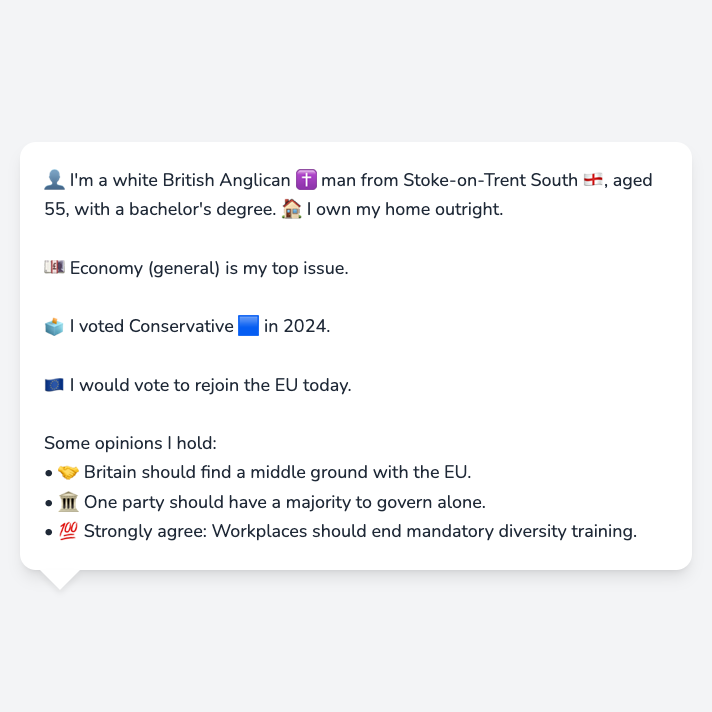 👤 I'm a white British Anglican ✝️ man from Stoke-on-Trent South 🏴󠁧󠁢󠁥󠁮󠁧󠁿, aged
55, with a bachelor's degree. 🏠 I own my home outright.
💷 Economy (general) is my top issue.
🗳️ I voted Conservative 🟦 in 2024.
🇪🇺 I would vote to rejoin the EU today.
Some opinions I hold:
• 🤝 Britain should find a middle ground with the EU.
• 🏛️ One party should have a majority to govern alone.
• 💯 Strongly agree: Workplaces should end mandatory diversity training.